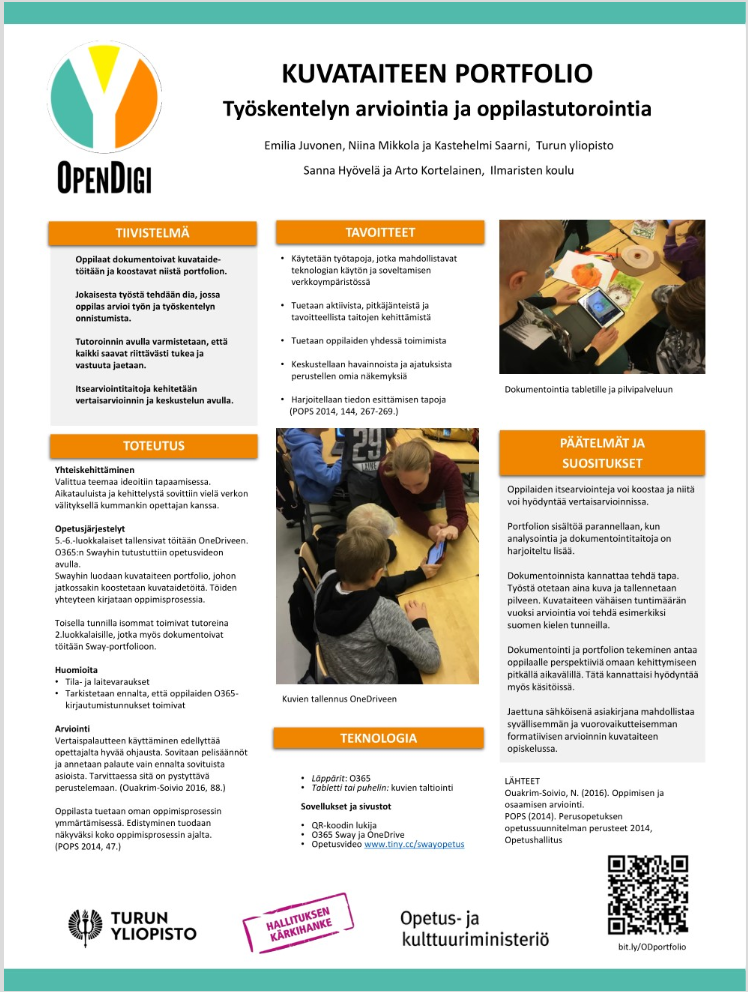 KUVATAITEEN PORTFOLIO
Työskentelyn arviointia ja oppilastutorointia
Emilia Juvonen, Niina Mikkola ja Kastehelmi Saarni, Turun yliopisto
Sanna Hyövelä ja Arto Kortelainen, Ilmaristen koulu
OPENDIGI
TIIVISTELMÄ
Oppilaat dokumentoivat kuvataide-
töitään ja koostavat niistä portfolion.
Jokaisesta työstä tehdään dia, jossa
oppilas arvioi työn ja työskentelyn
onnistumista.
Tutoroinnin avulla varmistetaan, että
kaikki saavat riittävästi tukea ja
vastuuta jaetaan.
Itsearviointitaitoja kehitetään
vertaisarvioinnin ja keskustelun avulla.
TOTEUTUS
Yhteiskehittäminen
Valittua teemaa ideoitiin tapaamisessa.
Aikatauluista ja kehittelystä sovittiin vielä verkon
välityksellä kummankin opettajan kanssa.
Opetusjärjestelyt
5.-6.-luokkalaiset tallensivat töitään OneDriveen.
O365:n Swayhin tutustuttiin opetusvideon
avulla.
Swayhin luodaan kuvataiteen portfolio, johon
jatkossakin koostetaan kuvataidetöitä. Töiden
yhteyteen kirjataan oppimisprosessia.
Toisella tunnilla isommat toimivat tutoreina
2.luokkalaisille, jotka myös dokumentoivat
töitään Sway-portfolioon.
Huomioita
• Tila- ja laitevaraukset
• Tarkistetaan ennalta, että oppilaiden O365-
kirjautumistunnukset toimivat
Arviointi
Vertaispalautteen käyttäminen edellyttää
opettajalta hyvää ohjausta. Sovitaan pelisäännöt
ja annetaan palaute vain ennalta sovituista
asioista. Tarvittaessa sitä on pystyttävä
perustelemaan. (Ouakrim-Soivio 2016, 88.)
Oppilasta tuetaan oman oppimisprosessin
ymmärtämisessä. Edistyminen tuodaan
näkyväksi koko oppimisprosessin ajalta.
(POPS 2014, 47.)
TAVOITTEET
• Käytetään työtapoja, jotka mahdollistavat
teknologian käytön ja soveltamisen
verkkoympäristössä
• Tuetaan aktiivista, pitkäjänteistä ja
tavoitteellista taitojen kehittämistä
• Tuetaan oppilaiden yhdessä toimimista
• Keskustellaan havainnoista ja ajatuksista
perustellen omia näkemyksiä
• Harjoitellaan tiedon esittämisen tapoja
(POPS 2014, 144, 267-269.)
29
Kuvien tallennus OneDriveen
TEKNOLOGIA
• Läppärit: O365
• Tabletti tai puhelin: kuvien taltiointi
Sovellukset ja sivustot
• QR-koodin lukija
• O365 Sway ja OneDrive
• Opetusvideo www.tiny.cc/swayopetus
Dokumentointia tabletille ja pilvipalveluun
PÄÄTELMÄT JA
SUOSITUKSET
Oppilaiden itsearviointeja voi koostaa ja niitä
voi hyödyntää vertaisarvioinnissa.
Portfolion sisältöä parannellaan, kun
analysointia ja dokumentointitaitoja on
harjoiteltu lisää.
Dokumentoinnista kannattaa tehdä tapa.
Työstä otetaan aina kuva ja tallennetaan
pilveen. Kuvataiteen vähäisen tuntimäärän
vuoksi arviointia voi tehdä esimerkiksi
suomen kielen tunneilla.
Dokumentointi ja portfolion tekeminen antaa
oppilaalle perspektiiviä omaan kehittymiseen
pitkällä aikavälillä. Tätä kannattaisi hyödyntää
myös käsitöissä.
Jaettuna sähköisenä asiakirjana mahdollistaa
syvällisemmän ja vuorovaikutteisemman
formatiivisen arvioinnin kuvataiteen
opiskelussa.
LÄHTEET
Ouakrim-Soivio, N. (2016). Oppimisen ja
osaamisen arviointi.
POPS (2014). Perusopetuksen
opetussuunnitelman perusteet 2014,
Opetushallitus
TURUN
YLIOPISTO
HALLITUKSEN
KÄRKIHANKE
Opetus- ja
kulttuuriministeriö
bit.ly/ODportfolio